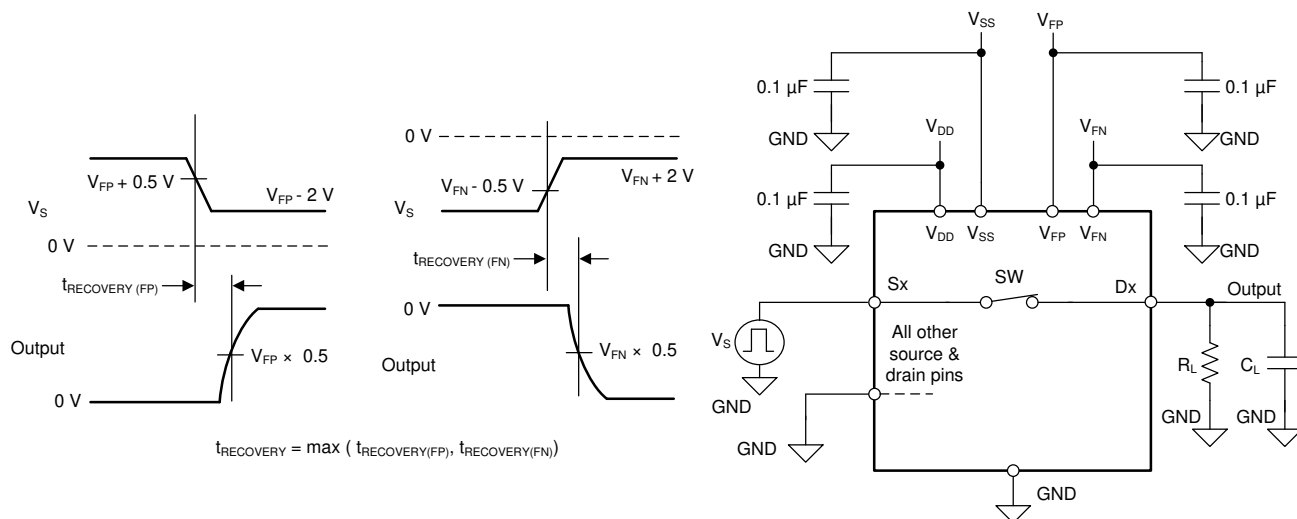 0 V
V_FP + 0.5 V
V_FP - 2 V
V_S
0 V
t_RECOVERY (FP)
Output
V_FP × 0.5
0 V
V_FN - 0.5 V
V_FN + 2 V
V_S
t_RECOVERY (FN)
0 V
Output
V_FN × 0.5
t_RECOVERY = max ( t_RECOVERY(FP), t_RECOVERY(FN))
V_SS
V_FP
0.1 µF
0.1 µF
GND
V_DD
V_FN
GND
0.1 µF
0.1 µF
GND
V_DD
V_SS
V_FP
V_FN
GND
Sx
SW
Dx
Output
V_S
All other
source &
drain pins
R_L
C_L
GND
GND
GND
GND
GND